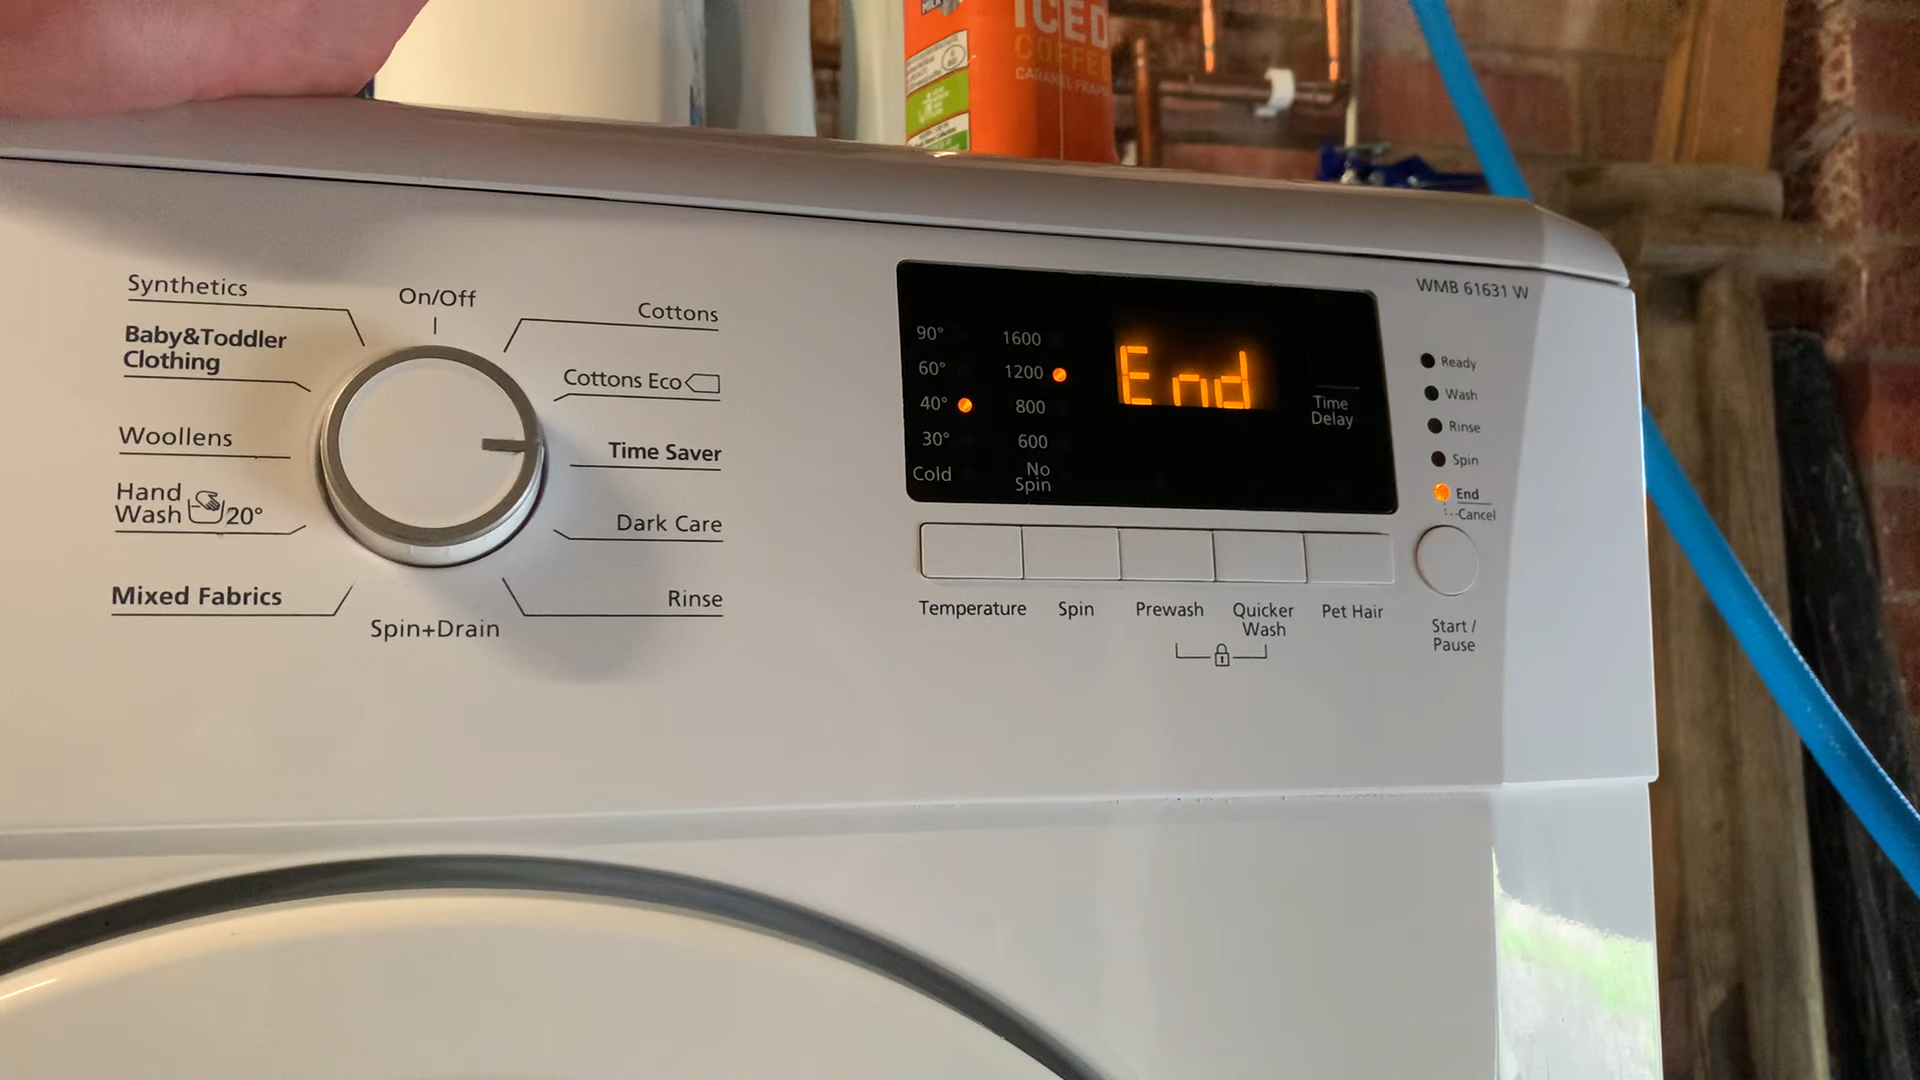 ICED
COFFEE
CARAMEL FRAPP
Synthetics
On/Off
Cottons
Baby&Toddler
Clothing
Cottons Eco
Woollens
Time Saver
Hand
Wash 20°
Dark Care
Mixed Fabrics
Rinse
Spin+Drain
90°
60°
40°
30°
Cold
1600
1200
800
600
No
Spin
End
Time
Delay
WMB 61631 W
Ready
Wash
Rinse
Spin
End
Cancel
Temperature
Spin
Prewash
Quicker
Wash
Pet Hair
Start /
Pause